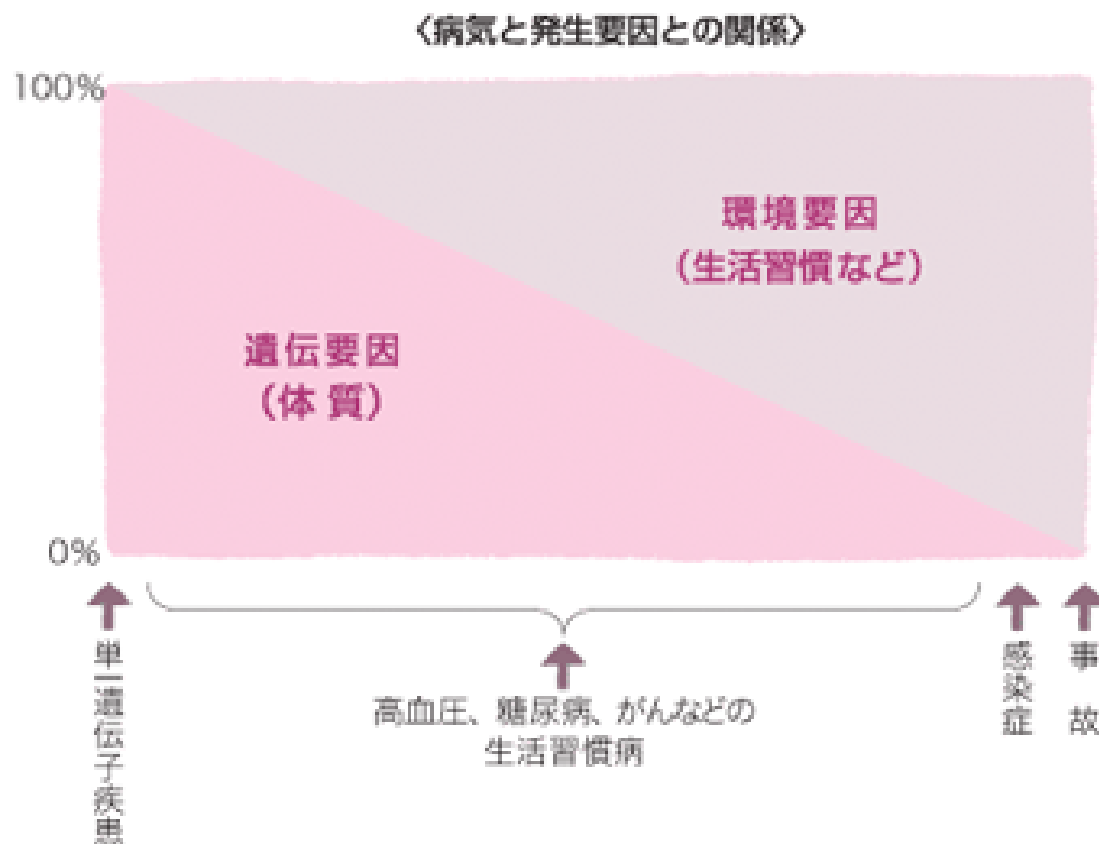 〈病気と発生要因との関係〉
100%
環境要因
(生活習慣など)
遺伝要因
(体 質)
0%
単一遺伝子疾患
高血圧、糖尿病、がんなどの
生活習慣病
感染症
事 故